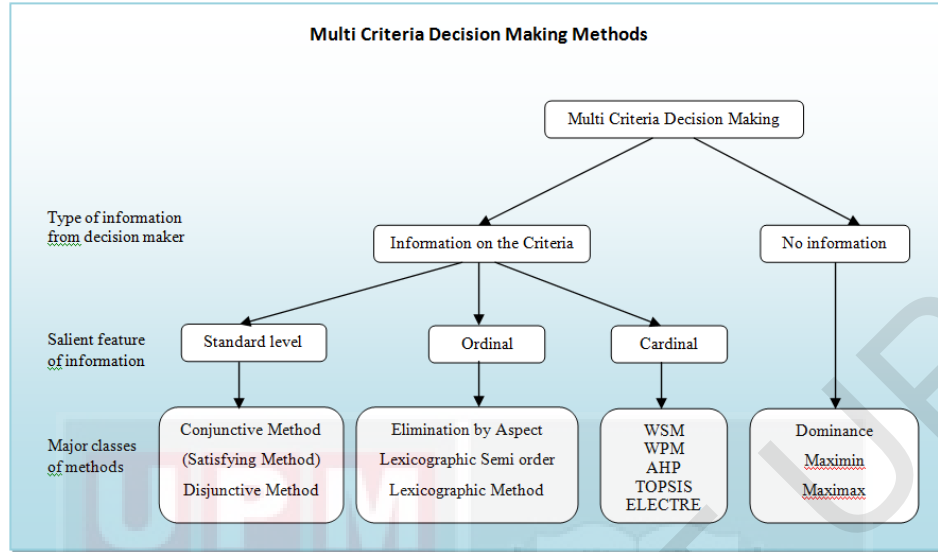 Multi Criteria Decision Making Methods
Multi Criteria Decision Making
Type of information
from decision maker
Information on the Criteria
No information
Salient feature
of information
Standard level
Ordinal
Cardinal
Major classes
of methods
Conjunctive Method
(Satisfying Method)
Disjunctive Method
Elimination by Aspect
Lexicographic Semi order
Lexicographic Method
WSM
WPM
AHP
TOPSIS
ELECTRE
Dominance
Maximin
Maximax
UPM
UP